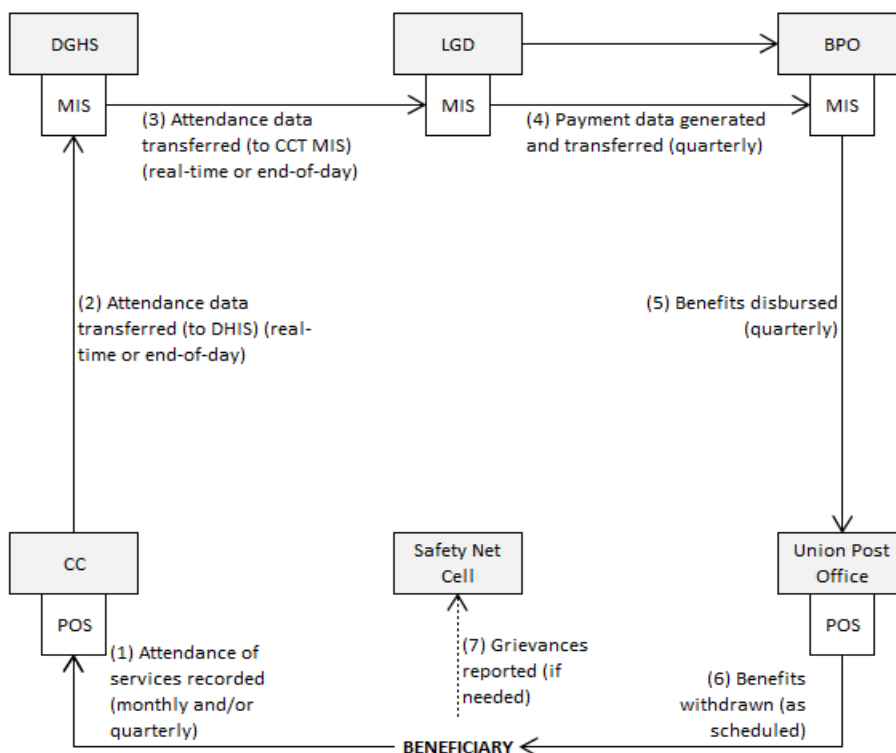 DGHS
LGD
BPO
MIS
MIS
MIS
(3) Attendance data
transferred (to CCT MIS)
(real-time or end-of-day)
(4) Payment data generated
and transferred (quarterly)
(2) Attendance data
transferred (to DHIS) (real-
time or end-of-day)
(5) Benefits disbursed
(quarterly)
CC
Safety Net
Cell
Union Post
Office
POS
POS
(1) Attendance of
services recorded
(monthly and/or
quarterly)
(7) Grievances
reported (if
needed)
(6) Benefits
withdrawn (as
scheduled)
BENEFICIARY